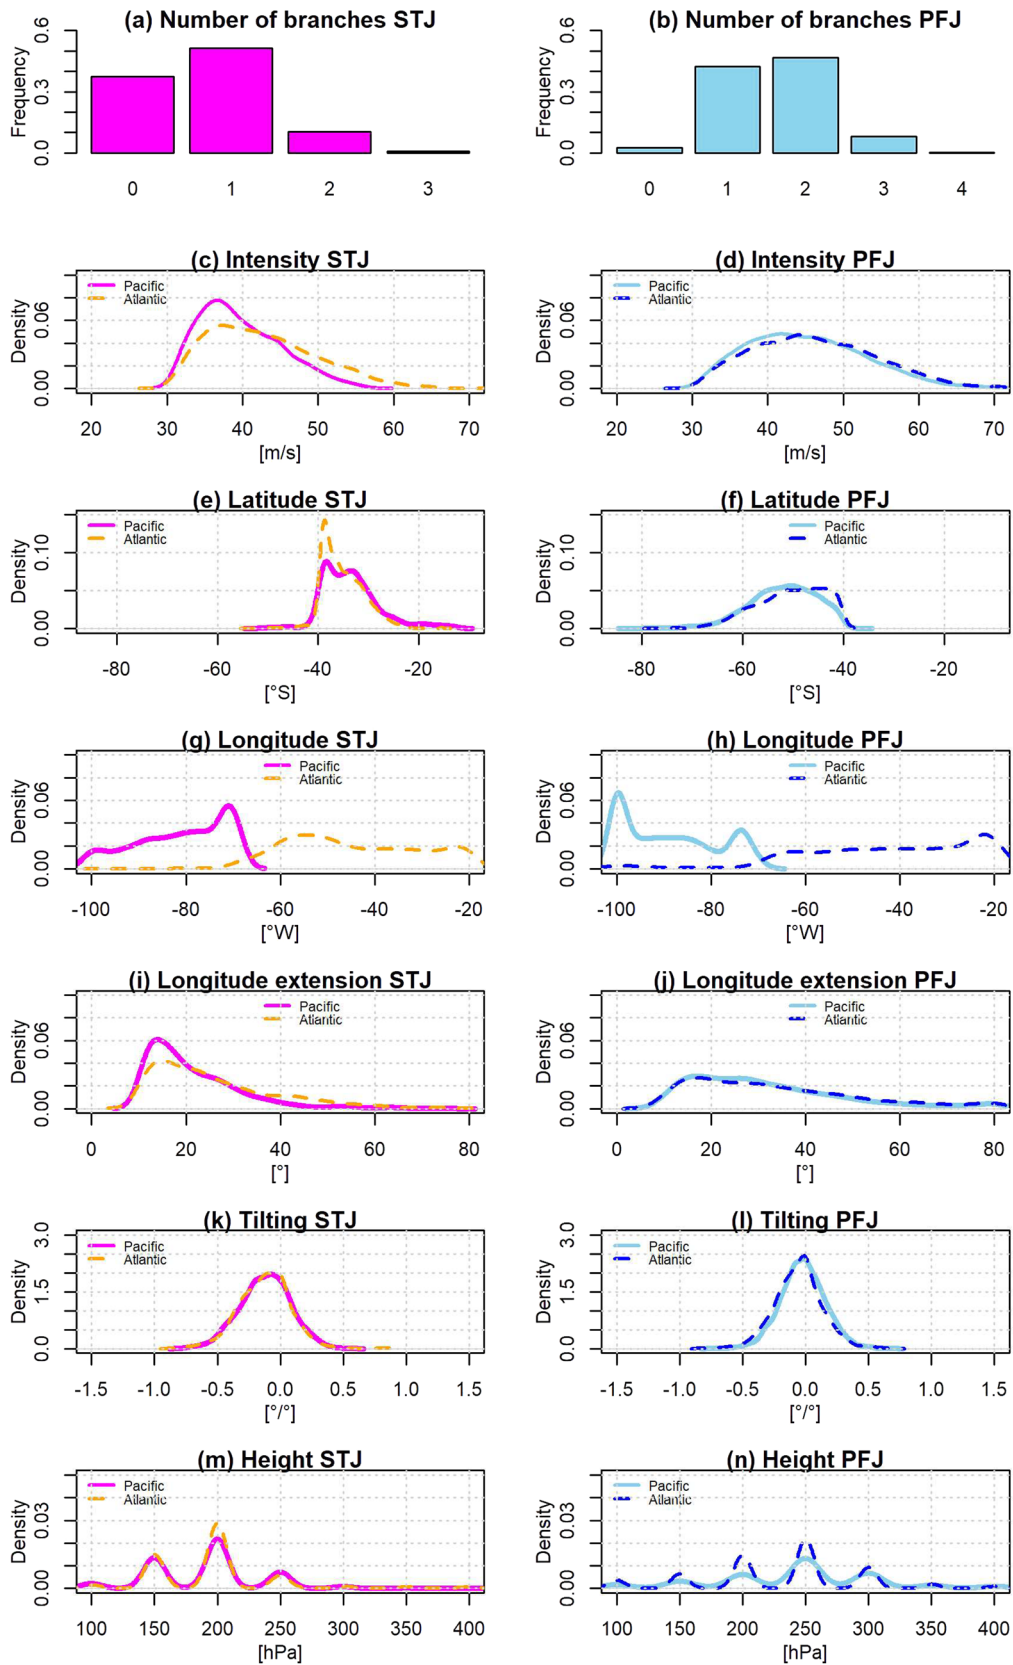 (a) Number of branches STJ
Frequency
0.0 0.3 0.6
0 1 2 3
(b) Number of branches PFJ
Frequency
0.0 0.3 0.6
0 1 2 3 4
(c) Intensity STJ
Pacific
Atlantic
Density
0.00 0.06
20 30 40 50 60 70
[m/s]
(d) Intensity PFJ
Pacific
Atlantic
Density
0.00 0.06
20 30 40 50 60 70
[m/s]
(e) Latitude STJ
Pacific
Atlantic
Density
0.00 0.10
-80 -60 -40 -20
[°S]
(f) Latitude PFJ
Pacific
Atlantic
Density
0.00 0.10
-80 -60 -40 -20
[°S]
(g) Longitude STJ
Pacific
Atlantic
Density
0.00 0.06
-100 -80 -60 -40 -20
[°W]
(h) Longitude PFJ
Pacific
Atlantic
Density
0.00 0.06
-100 -80 -60 -40 -20
[°W]
(i) Longitude extension STJ
Pacific
Atlantic
Density
0.00 0.06
0 20 40 60 80
[°]
(j) Longitude extension PFJ
Pacific
Atlantic
Density
0.00 0.06
0 20 40 60 80
[°]
(k) Tilting STJ
Pacific
Atlantic
Density
0.0 1.5 3.0
-1.5 -1.0 -0.5 0.0 0.5 1.0 1.5
[°/°]
(l) Tilting PFJ
Pacific
Atlantic
Density
0.0 1.5 3.0
-1.5 -1.0 -0.5 0.0 0.5 1.0 1.5
[°/°]
(m) Height STJ
Pacific
Atlantic
Density
0.00 0.03
100 150 200 250 300 350 400
[hPa]
(n) Height PFJ
Pacific
Atlantic
Density
0.00 0.03
100 150 200 250 300 350 400
[hPa]